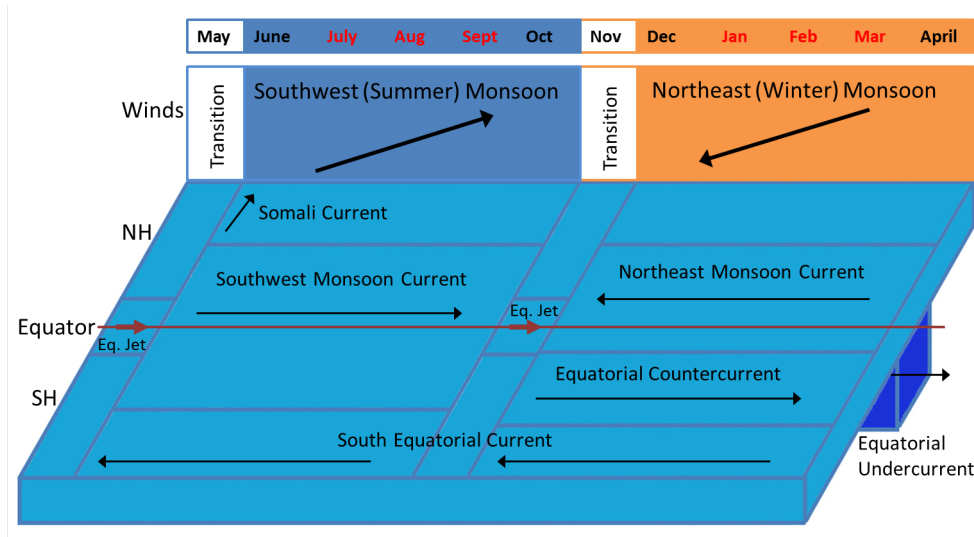 May June July Aug Sept Oct Nov Dec Jan Feb Mar April
Winds
Transition
Southwest (Summer) Monsoon
Transition
Northeast (Winter) Monsoon
NH
Somali Current
Southwest Monsoon Current
Northeast Monsoon Current
Equator
Eq. Jet
Eq. Jet
SH
Equatorial Countercurrent
South Equatorial Current
Equatorial
Undercurrent